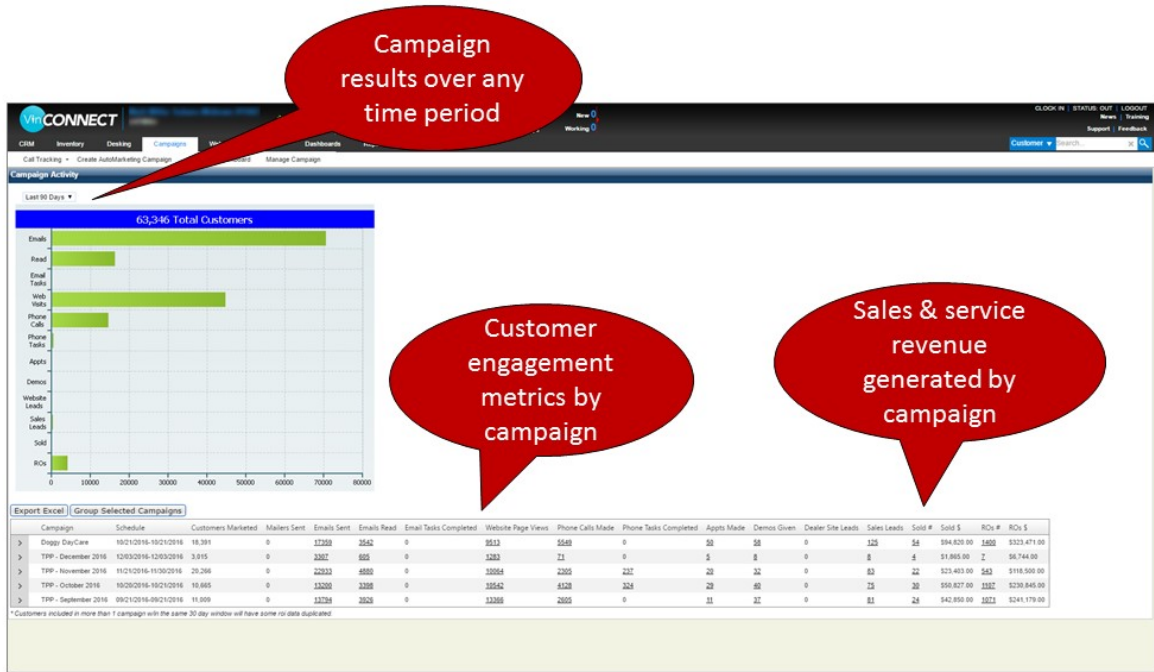 Campaign
results over any
time period
VinCONNECT
New 0
Working 0
CLOCK IN | STATUS: OUT | LOGOUT
News | Training
Support | Feedback
CRM Inventory Desking Campaigns Dashboards
Customer ▼ Search...
Call Tracking • Create AutoMarketing Campaign Manage Campaign
Campaign Activity
Last 90 Days ▼
63,346 Total Customers
Emails
Read
Email
Tasks
Web
Visits
Phone
Calls
Phone
Tasks
Appts
Demos
Website
Leads
Sales
Leads
Sold
ROs
0 10000 20000 30000 40000 50000 60000 70000 80000
Customer
engagement
metrics by
campaign
Sales & service
revenue
generated by
campaign
Export Excel Group Selected Campaigns
Campaign Schedule Customers Marketed Mailers Sent Emails Sent Emails Read Email Tasks Completed Website Page Views Phone Calls Made Phone Tasks Completed Appts Made Demos Given Dealer Site Leads Sales Leads Sold # Sold $ ROs # ROs $
> Doggy DayCare 10/21/2016-10/21/2016 18,391 0 17359 3542 0 9513 5549 0 50 58 0 125 54 $94,820.00 1400 $323,471.00
> TPP - December 2016 12/03/2016-12/03/2016 3,015 0 3307 605 0 1283 71 0 5 8 0 8 4 $1,865.00 7 $6,744.00
> TPP - November 2016 11/21/2016-11/30/2016 20,266 0 22933 4880 0 10064 2305 237 20 32 0 83 22 $23,403.00 543 $118,500.00
> TPP - October 2016 10/20/2016-10/21/2016 10,665 0 13200 3398 0 10542 4128 324 29 40 0 75 30 $50,827.00 1107 $230,845.00
> TPP - September 2016 09/21/2016-09/21/2016 11,009 0 13794 3926 0 13366 2605 0 11 37 0 81 24 $42,850.00 1071 $241,179.00
* Customers included in more than 1 campaign w/in the same 30 day window will have some roi data duplicated.